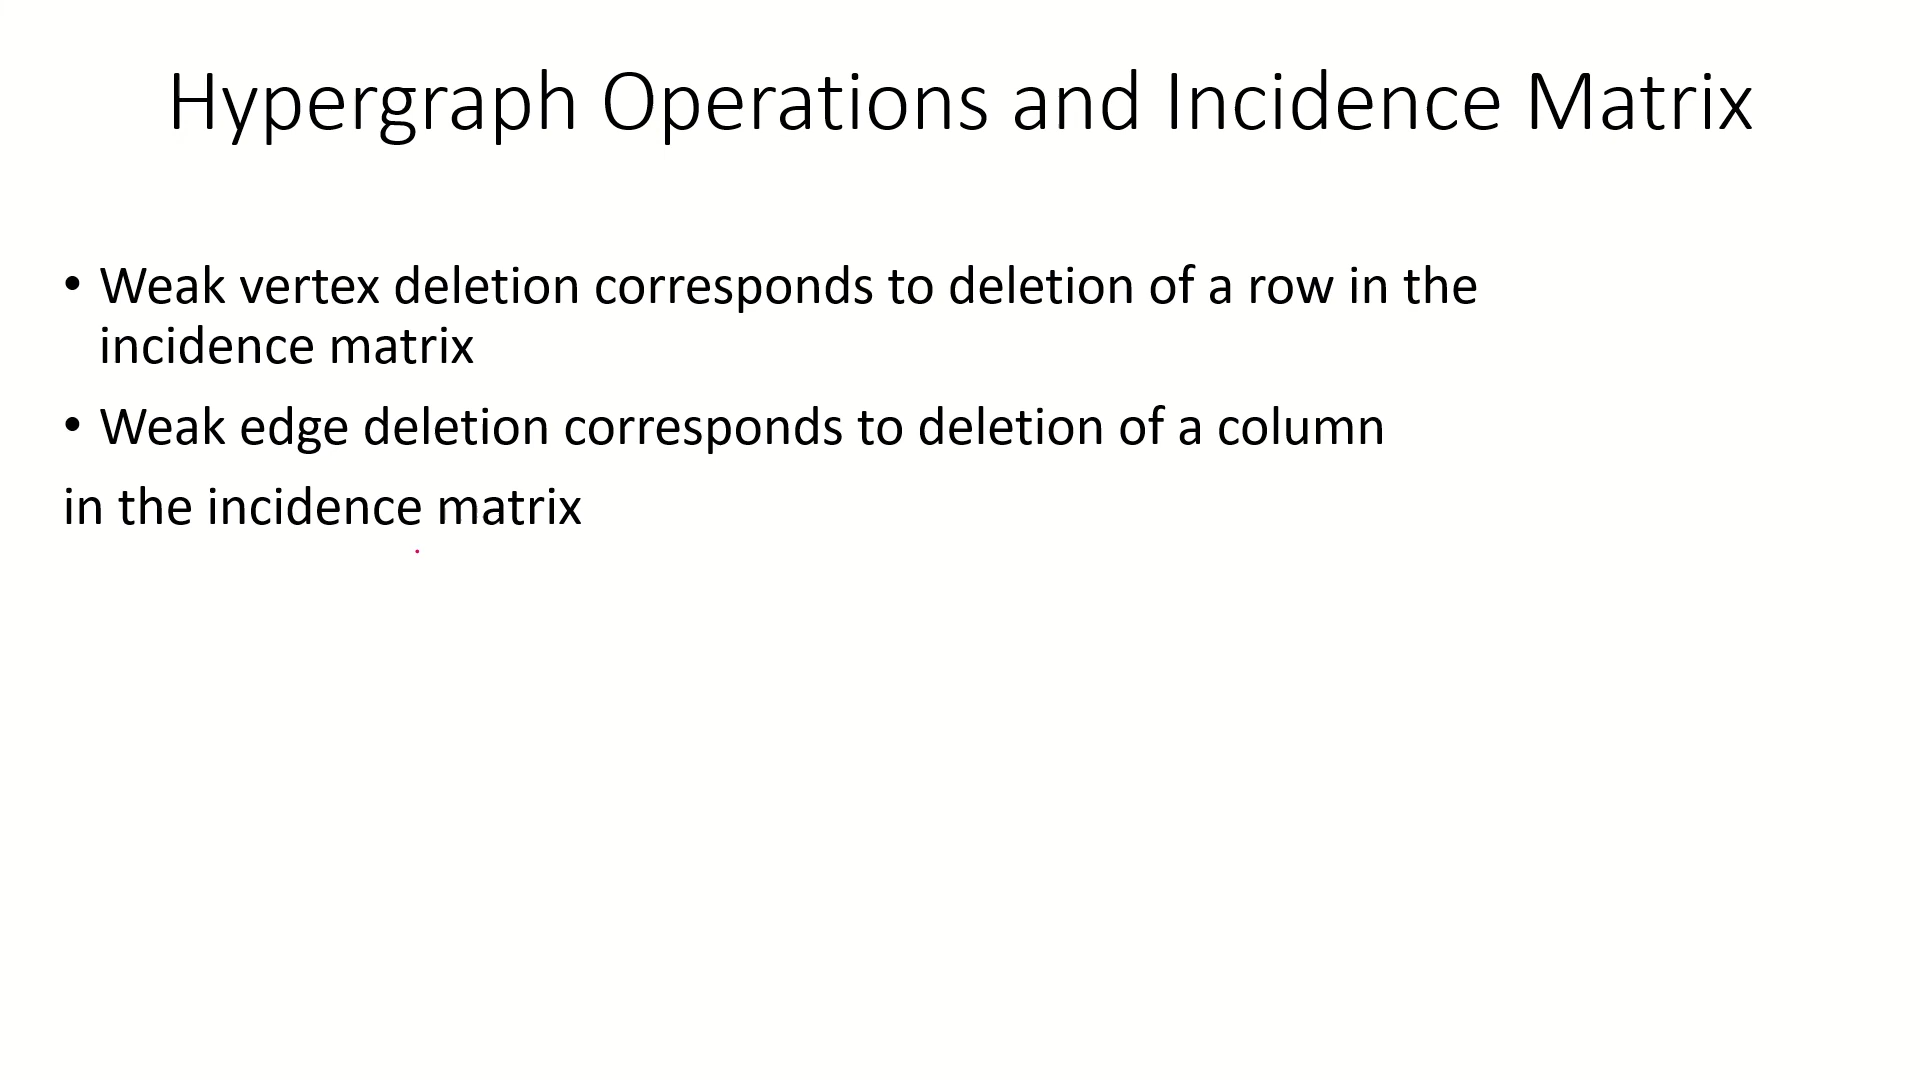 Hypergraph Operations and Incidence Matrix
• Weak vertex deletion corresponds to deletion of a row in the
incidence matrix
• Weak edge deletion corresponds to deletion of a column
in the incidence matrix